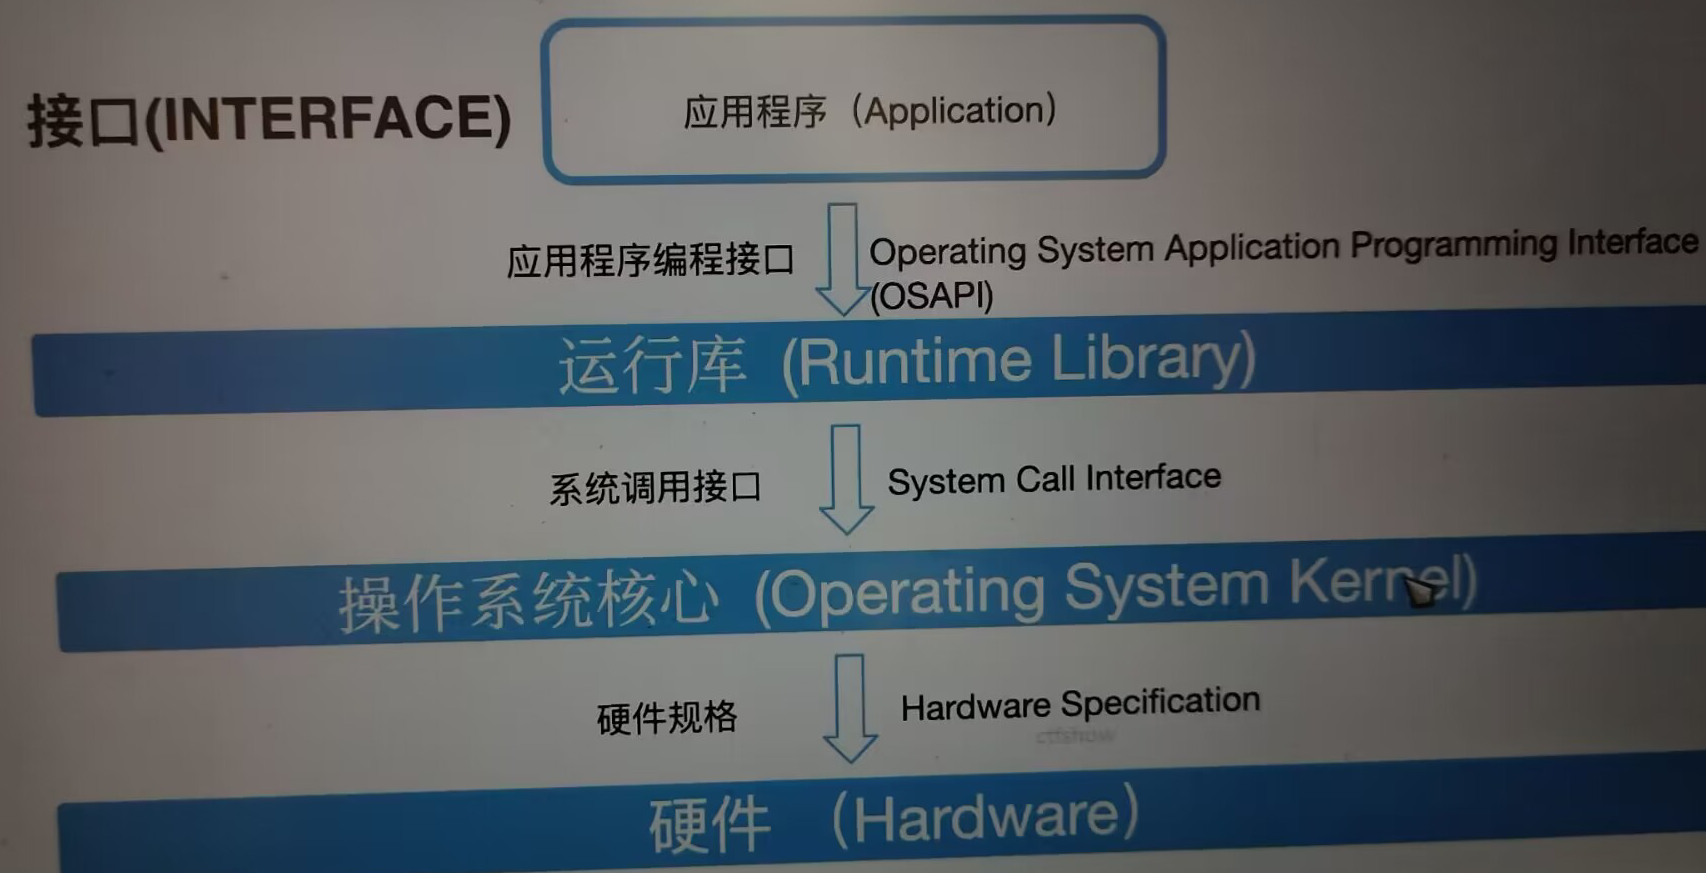 接口(INTERFACE)
应用程序（Application）
应用程序编程接口
Operating System Application Programming Interface
(OSAPI)
运行库 (Runtime Library)
系统调用接口
System Call Interface
操作系统核心 (Operating System Kernel)
硬件规格
Hardware Specification
ctfshow
硬件 （Hardware）